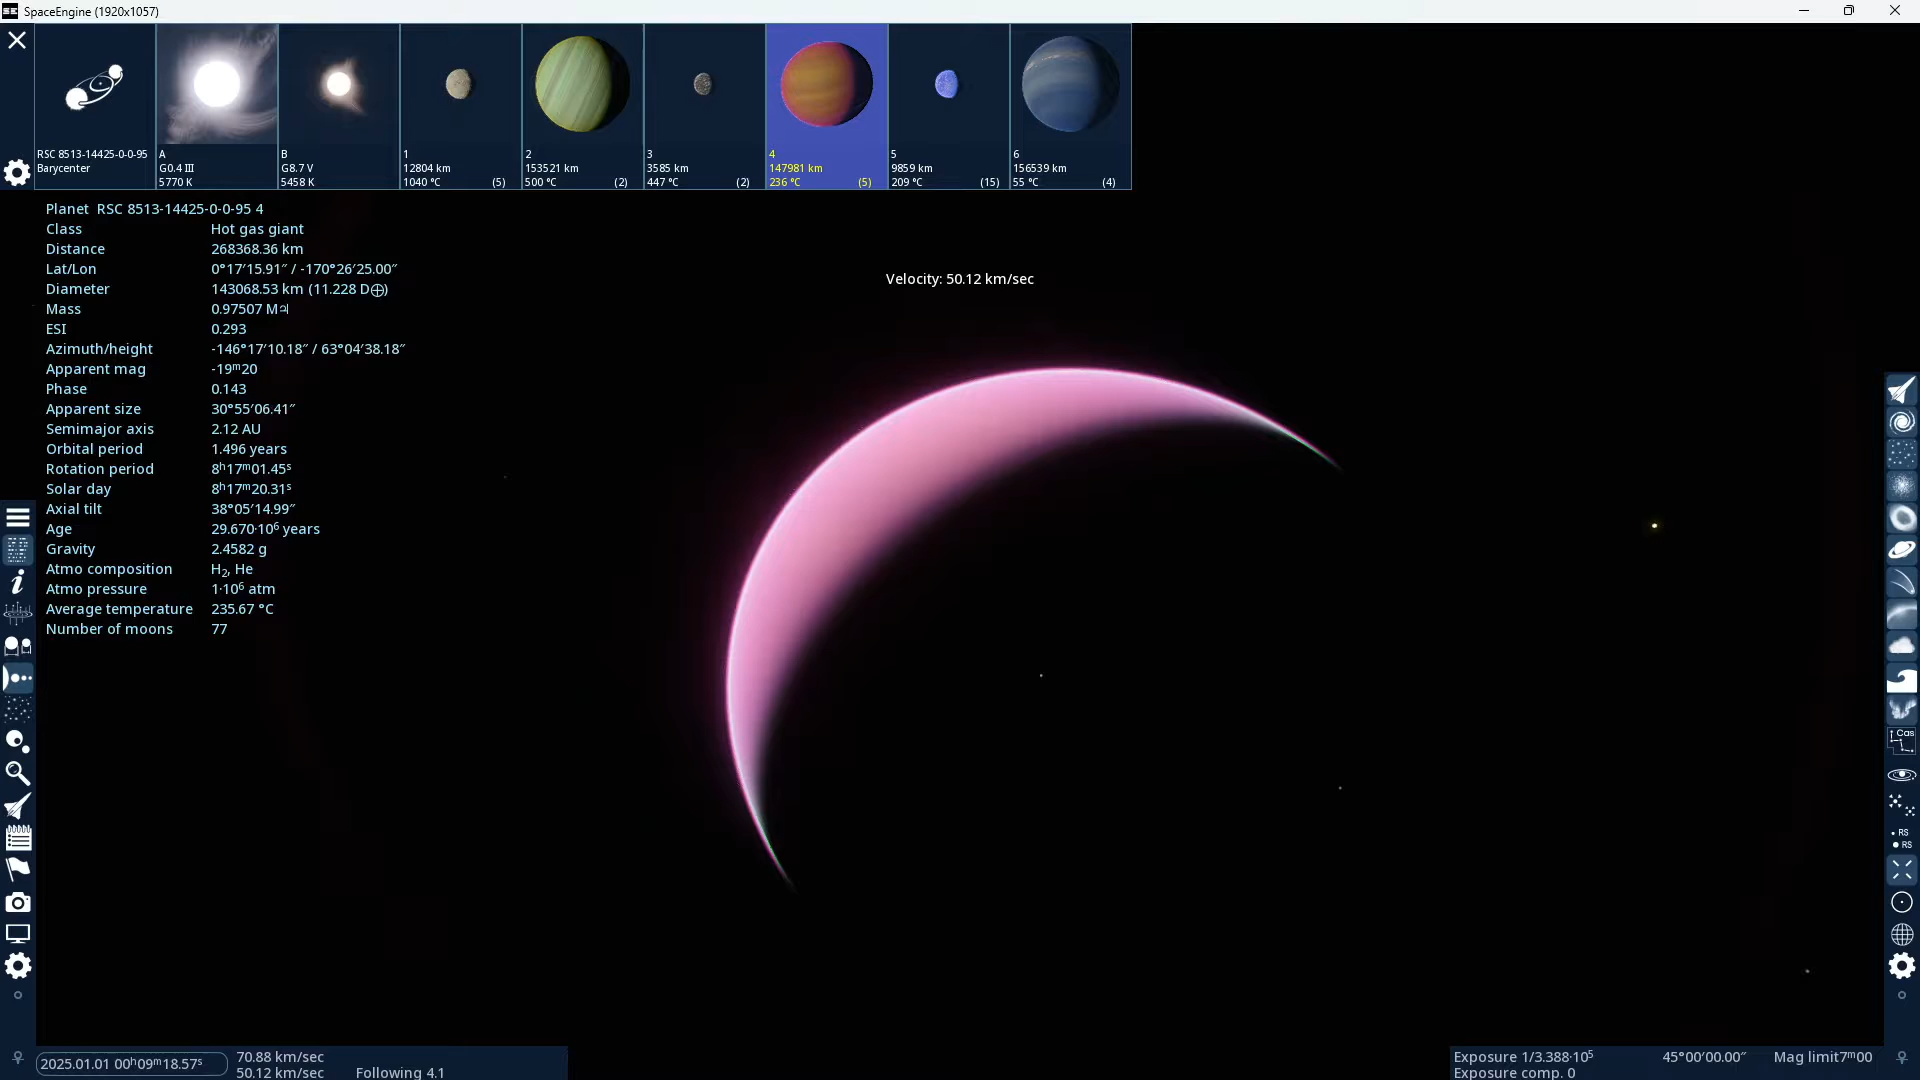 SpaceEngine (1920x1057)
RSC 8513-14425-0-0-95
Barycenter
A
G0.4 III
5770 K
B
G8.7 V
5458 K
1
12804 km
1040 °C (5)
2
153521 km
500 °C (2)
3
3585 km
447 °C (2)
4
147981 km
236 °C (5)
5
9859 km
209 °C (15)
6
156539 km
55 °C (4)
Planet RSC 8513-14425-0-0-95 4
Class Hot gas giant
Distance 268368.36 km
Lat/Lon 0°17′15.91″ / -170°26′25.00″
Diameter 143068.53 km (11.228 D⊕)
Mass 0.97507 M♃
ESI 0.293
Azimuth/height -146°17′10.18″ / 63°04′38.18″
Apparent mag -19ᵐ20
Phase 0.143
Apparent size 30°55′06.41″
Semimajor axis 2.12 AU
Orbital period 1.496 years
Rotation period 8ʰ17ᵐ01.45ˢ
Solar day 8ʰ17ᵐ20.31ˢ
Axial tilt 38°05′14.99″
Age 29.670·10⁶ years
Gravity 2.4582 g
Atmo composition H₂, He
Atmo pressure 1·10⁶ atm
Average temperature 235.67 °C
Number of moons 77
Velocity: 50.12 km/sec
Cas
RS
RS
2025.01.01 00ʰ09ᵐ18.57ˢ
70.88 km/sec
50.12 km/sec Following 4.1
Exposure 1/3.388·10⁵ 45°00′00.00″ Mag limit7ᵐ00
Exposure comp. 0